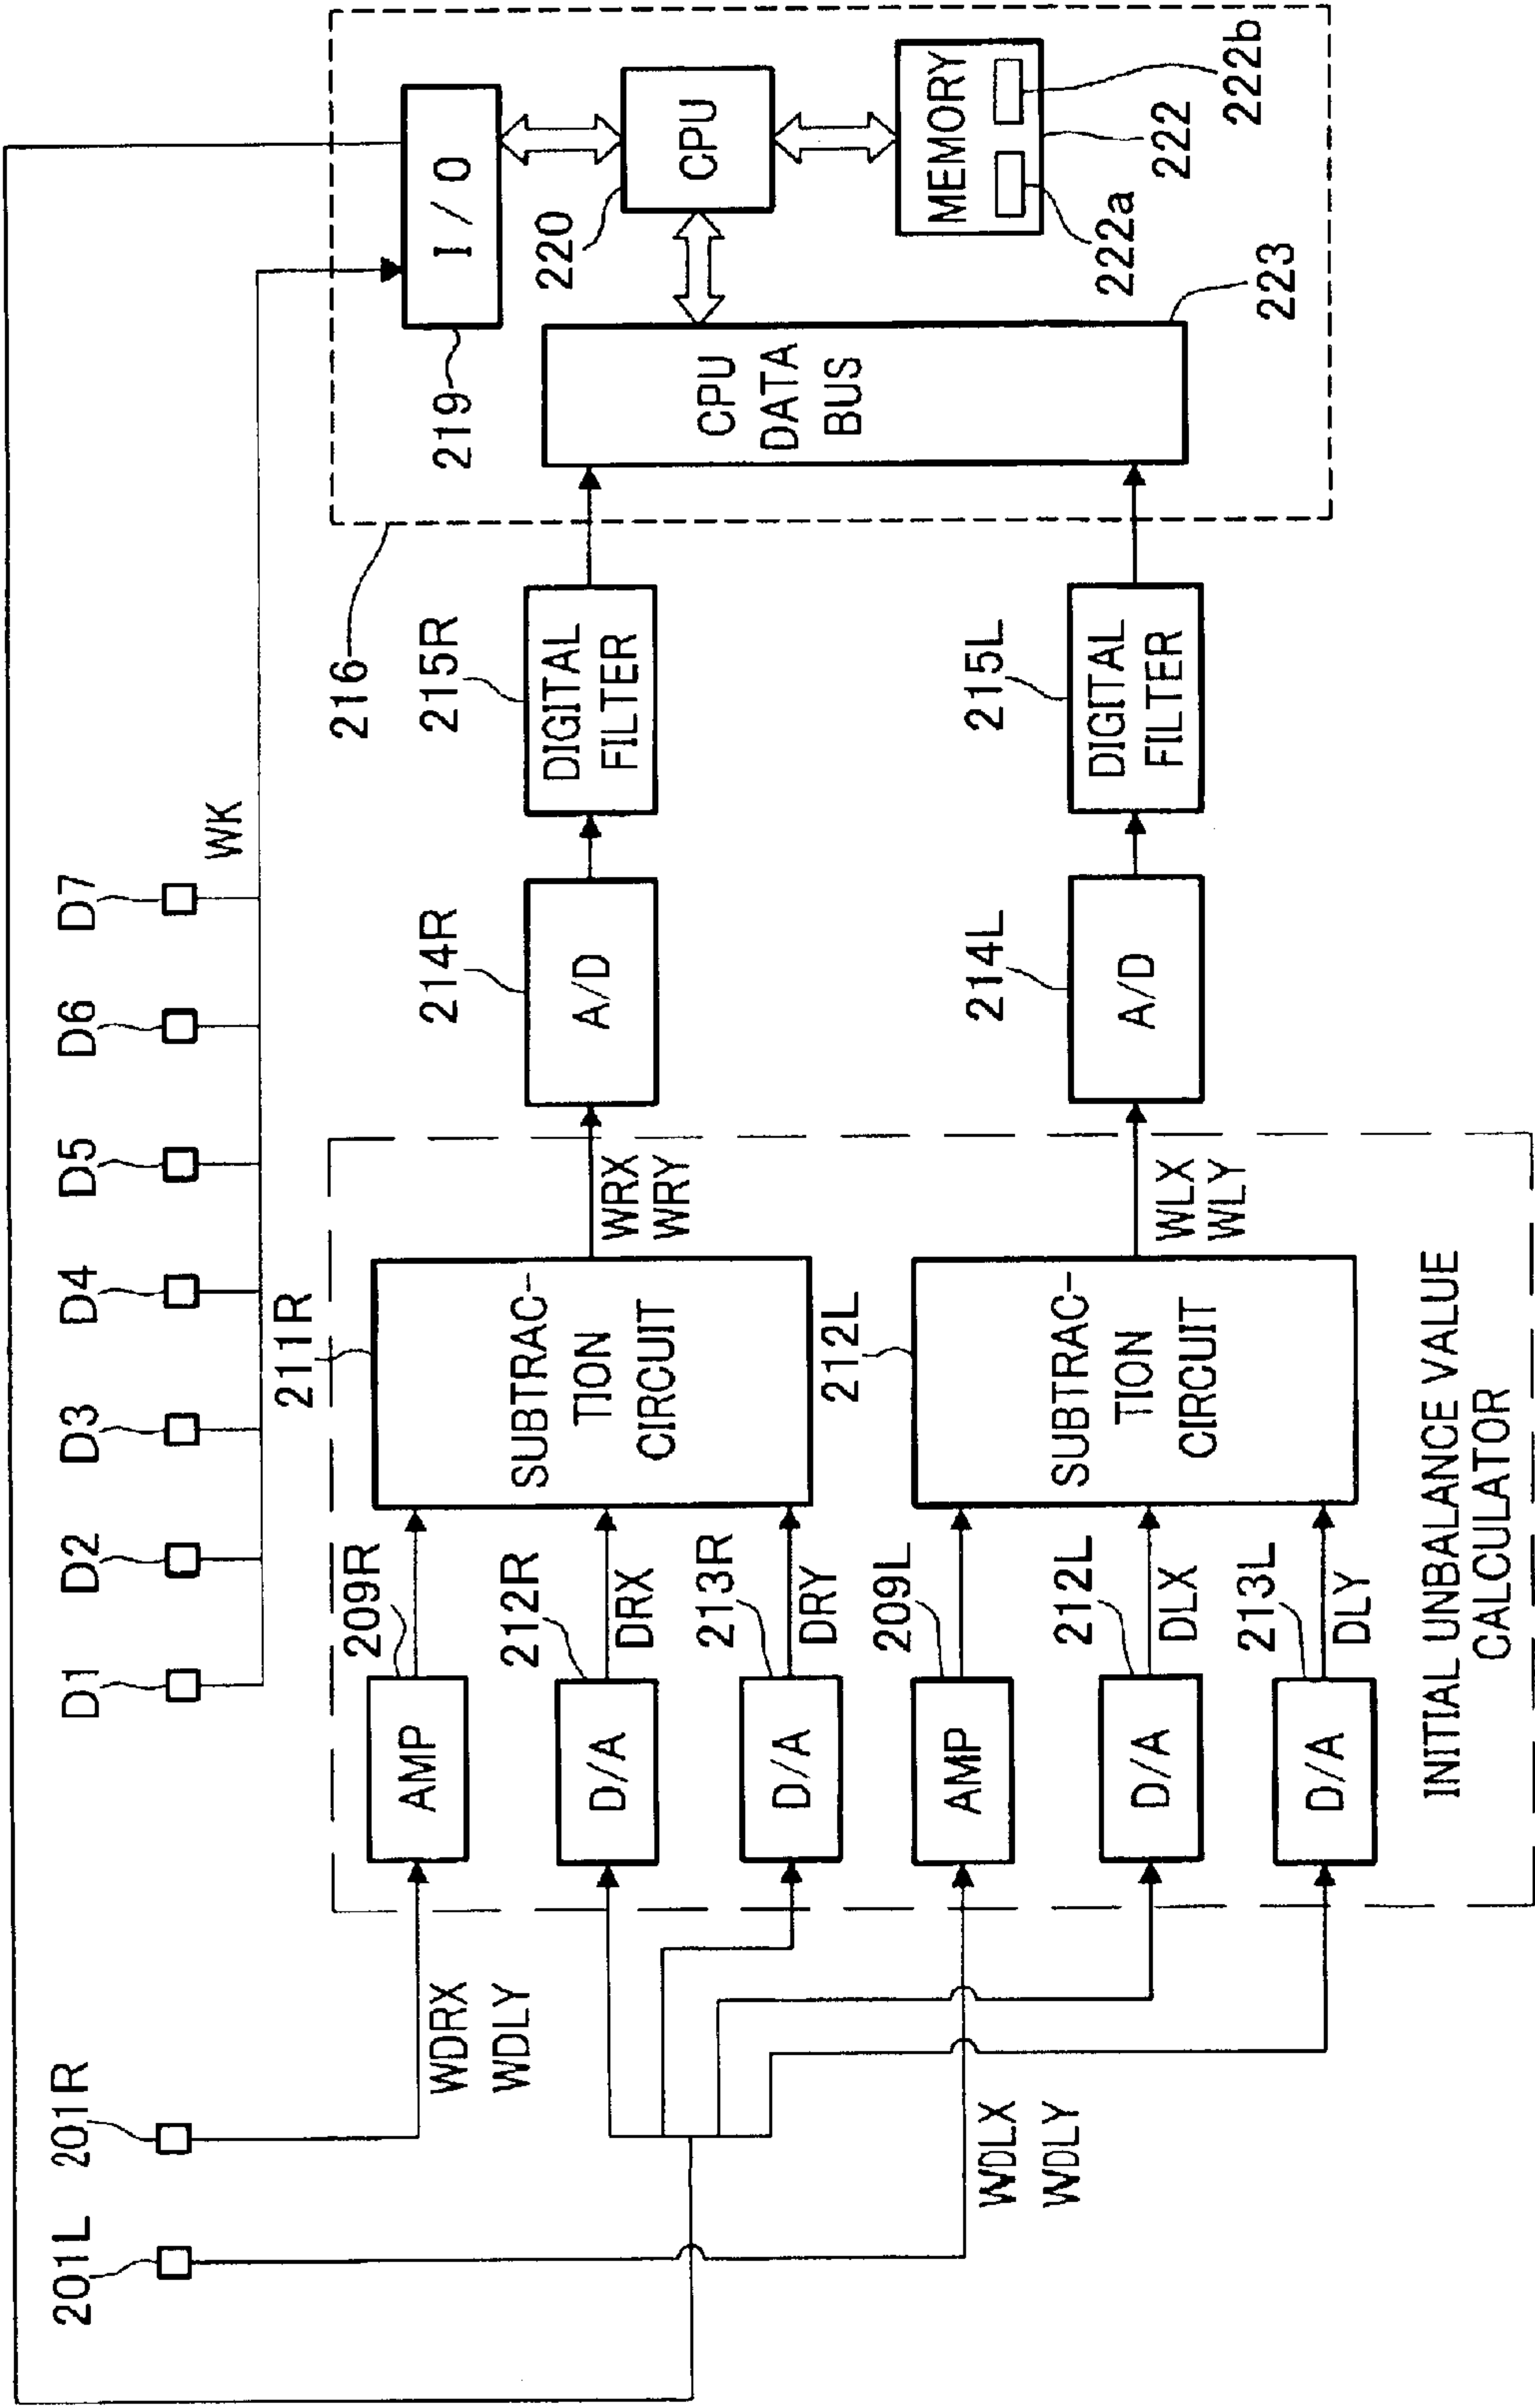 201L
201R
D1
D2
D3
D4
D5
D6
D7
WK
WDRX
WDLY
WDLX
WDLY
209R
AMP
212R
D/A
DRX
213R
D/A
DRY
209L
AMP
212L
D/A
DLX
213L
D/A
DLY
211R
SUBTRAC-
TION
CIRCUIT
212L
SUBTRAC-
TION
CIRCUIT
INITIAL UNBALANCE VALUE
CALCULATOR
WRX
WRY
WLX
WLY
214R
A/D
214L
A/D
215R
DIGITAL
FILTER
215L
DIGITAL
FILTER
216
219
I/O
220
CPU
CPU
DATA
BUS
223
MEMORY
222a
222
222b